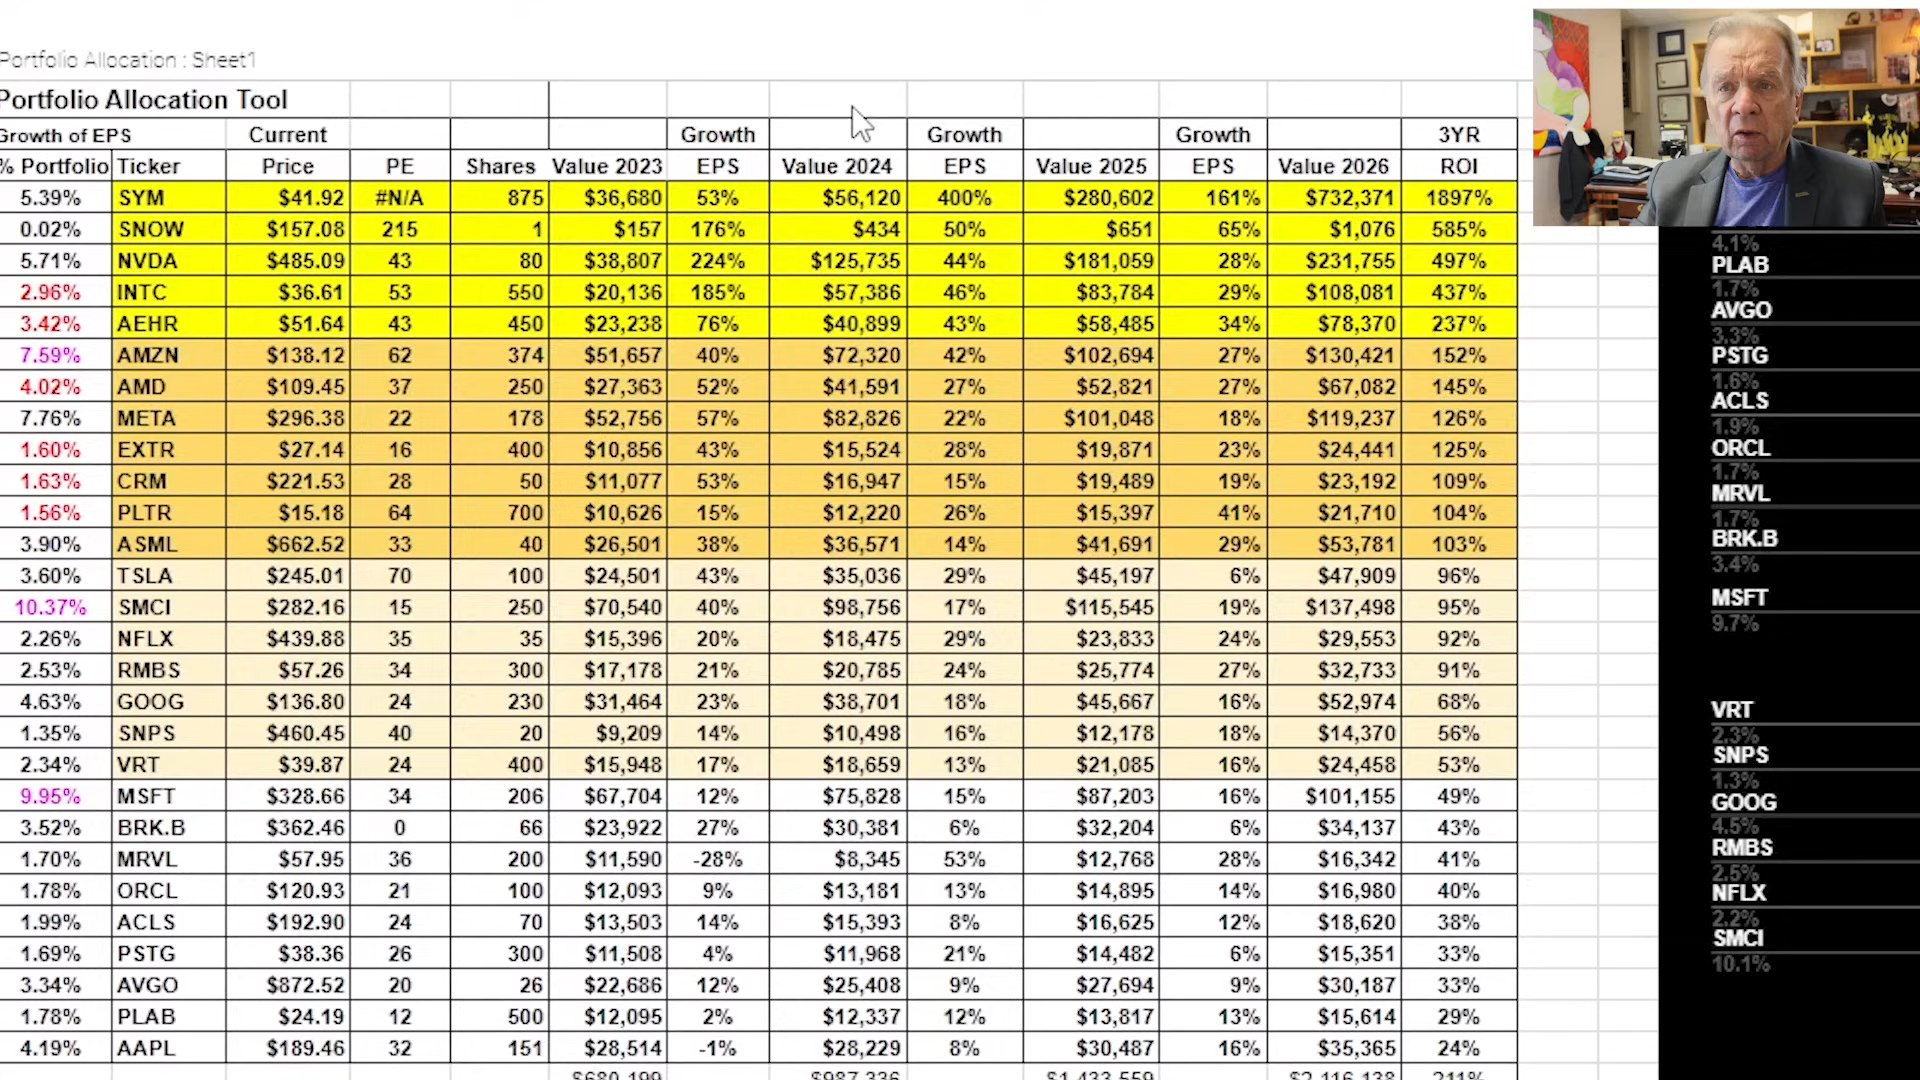 Portfolio Allocation : Sheet1
Portfolio Allocation Tool
Growth of EPS Current Growth Growth Growth 3YR
% Portfolio Ticker Price PE Shares Value 2023 EPS Value 2024 EPS Value 2025 EPS Value 2026 ROI
5.39% SYM $41.92 #N/A 875 $36,680 53% $56,120 400% $280,602 161% $732,371 1897%
0.02% SNOW $157.08 215 1 $157 176% $434 50% $651 65% $1,076 585%
5.71% NVDA $485.09 43 80 $38,807 224% $125,735 44% $181,059 28% $231,755 497%
2.96% INTC $36.61 53 550 $20,136 185% $57,386 46% $83,784 29% $108,081 437%
3.42% AEHR $51.64 43 450 $23,238 76% $40,899 43% $58,485 34% $78,370 237%
7.59% AMZN $138.12 62 374 $51,657 40% $72,320 42% $102,694 27% $130,421 152%
4.02% AMD $109.45 37 250 $27,363 52% $41,591 27% $52,821 27% $67,082 145%
7.76% META $296.38 22 178 $52,756 57% $82,826 22% $101,048 18% $119,237 126%
1.60% EXTR $27.14 16 400 $10,856 43% $15,524 28% $19,871 23% $24,441 125%
1.63% CRM $221.53 28 50 $11,077 53% $16,947 15% $19,489 19% $23,192 109%
1.56% PLTR $15.18 64 700 $10,626 15% $12,220 26% $15,397 41% $21,710 104%
3.90% ASML $662.52 33 40 $26,501 38% $36,571 14% $41,691 29% $53,781 103%
3.60% TSLA $245.01 70 100 $24,501 43% $35,036 29% $45,197 6% $47,909 96%
10.37% SMCI $282.16 15 250 $70,540 40% $98,756 17% $115,545 19% $137,498 95%
2.26% NFLX $439.88 35 35 $15,396 20% $18,475 29% $23,833 24% $29,553 92%
2.53% RMBS $57.26 34 300 $17,178 21% $20,785 24% $25,774 27% $32,733 91%
4.63% GOOG $136.80 24 230 $31,464 23% $38,701 18% $45,667 16% $52,974 68%
1.35% SNPS $460.45 40 20 $9,209 14% $10,498 16% $12,178 18% $14,370 56%
2.34% VRT $39.87 24 400 $15,948 17% $18,659 13% $21,085 16% $24,458 53%
9.95% MSFT $328.66 34 206 $67,704 12% $75,828 15% $87,203 16% $101,155 49%
3.52% BRK.B $362.46 0 66 $23,922 27% $30,381 6% $32,204 6% $34,137 43%
1.70% MRVL $57.95 36 200 $11,590 -28% $8,345 53% $12,768 28% $16,342 41%
1.78% ORCL $120.93 21 100 $12,093 9% $13,181 13% $14,895 14% $16,980 40%
1.99% ACLS $192.90 24 70 $13,503 14% $15,393 8% $16,625 12% $18,620 38%
1.69% PSTG $38.36 26 300 $11,508 4% $11,968 21% $14,482 6% $15,351 33%
3.34% AVGO $872.52 20 26 $22,686 12% $25,408 9% $27,694 9% $30,187 33%
1.78% PLAB $24.19 12 500 $12,095 2% $12,337 12% $13,817 13% $15,614 29%
4.19% AAPL $189.46 32 151 $28,514 -1% $28,229 8% $30,487 16% $35,365 24%
$680,199 $987,336 $1,433,559 $2,116,138 211%
4.1%
PLAB
1.7%
AVGO
3.3%
PSTG
1.6%
ACLS
1.9%
ORCL
1.7%
MRVL
1.7%
BRK.B
3.4%
MSFT
9.7%
VRT
2.3%
SNPS
1.3%
GOOG
4.5%
RMBS
2.5%
NFLX
2.2%
SMCI
10.1%